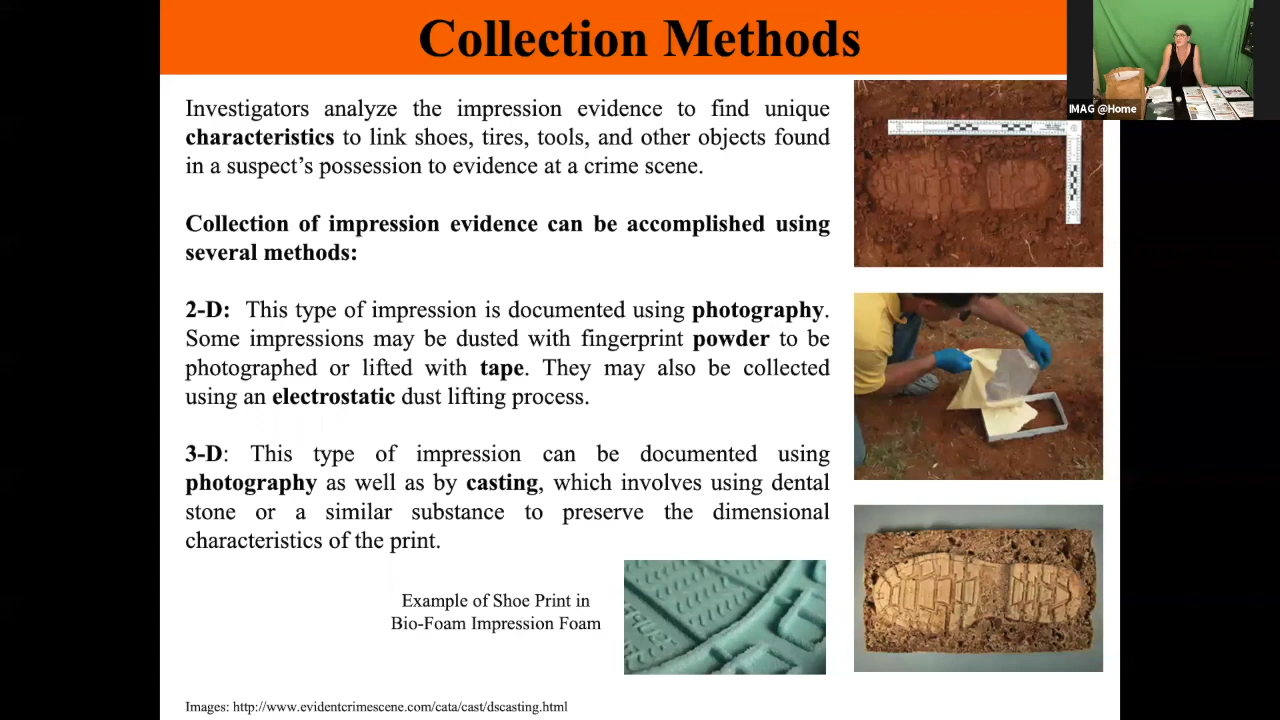 Collection Methods
IMAG @Home
Investigators analyze the impression evidence to find unique
characteristics to link shoes, tires, tools, and other objects found
in a suspect’s possession to evidence at a crime scene.
Collection of impression evidence can be accomplished using
several methods:
2-D: This type of impression is documented using photography.
Some impressions may be dusted with fingerprint powder to be
photographed or lifted with tape. They may also be collected
using an electrostatic dust lifting process.
3-D: This type of impression can be documented using
photography as well as by casting, which involves using dental
stone or a similar substance to preserve the dimensional
characteristics of the print.
Example of Shoe Print in
Bio-Foam Impression Foam
Images: http://www.evidentcrimescene.com/cata/cast/dscasting.html